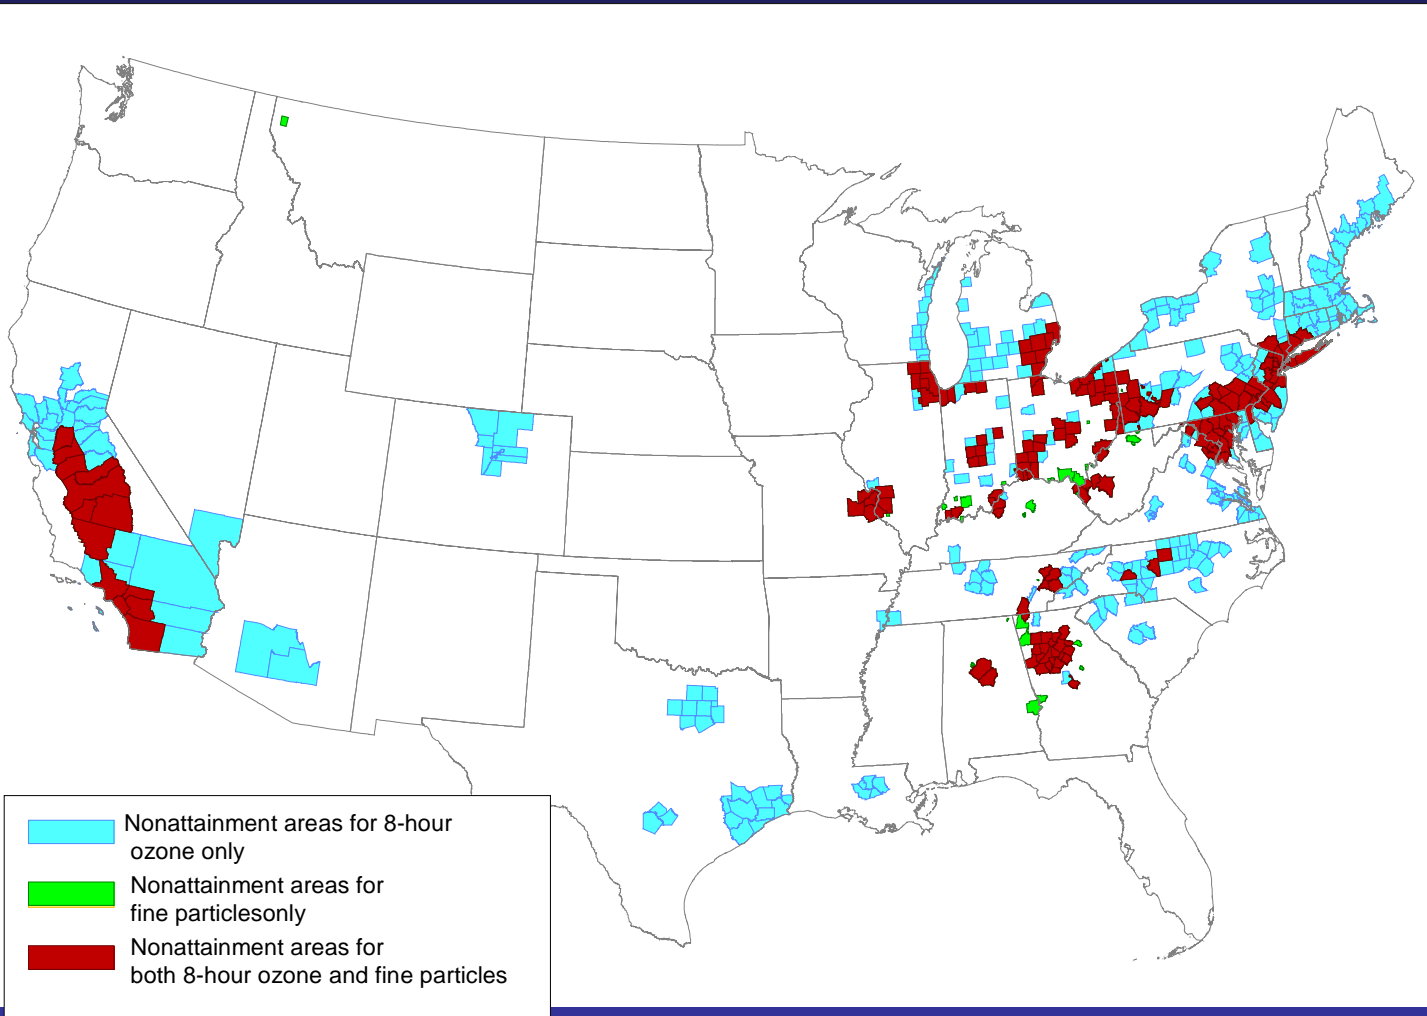 Nonattainment areas for 8-hour
ozone only
Nonattainment areas for
fine particlesonly
Nonattainment areas for
both 8-hour ozone and fine particles